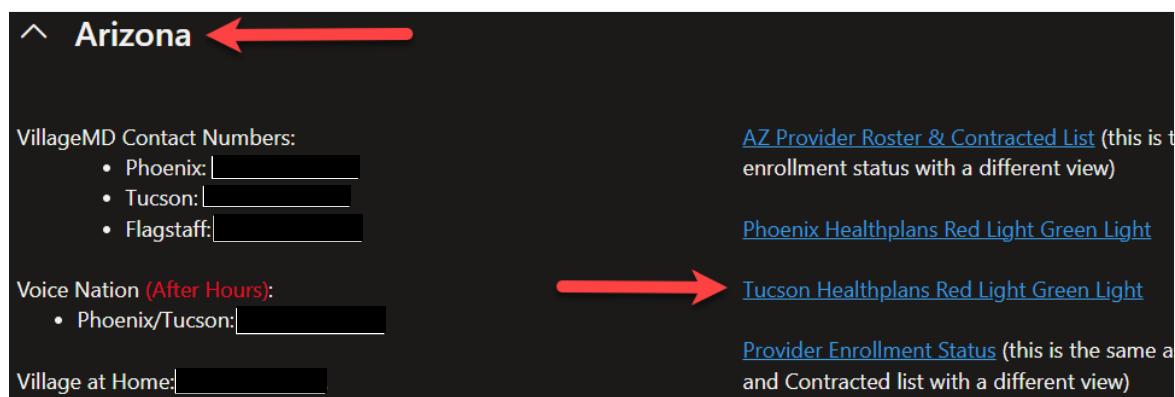 Arizona
VillageMD Contact Numbers:
• Phoenix:
• Tucson:
• Flagstaff:
Voice Nation (After Hours):
• Phoenix/Tucson:
Village at Home:
AZ Provider Roster & Contracted List (this is t
enrollment status with a different view)
Phoenix Healthplans Red Light Green Light
Tucson Healthplans Red Light Green Light
Provider Enrollment Status (this is the same a
and Contracted list with a different view)